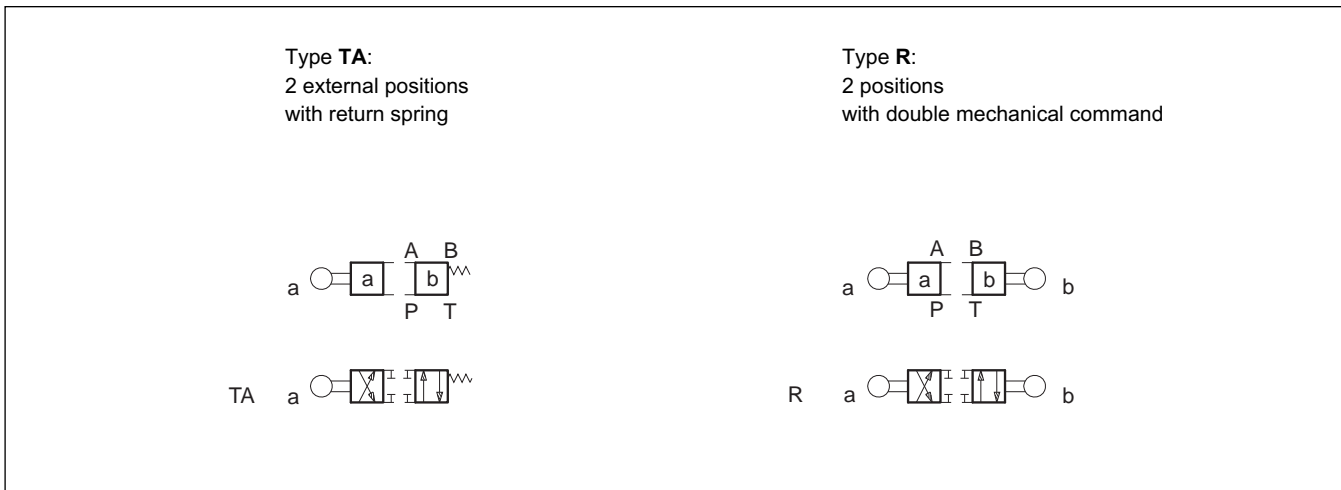 Type TA:
2 external positions
with return spring
Type R:
2 positions
with double mechanical command
A B
a a b
P T
A B
a a b b
P T
TA a
R a b